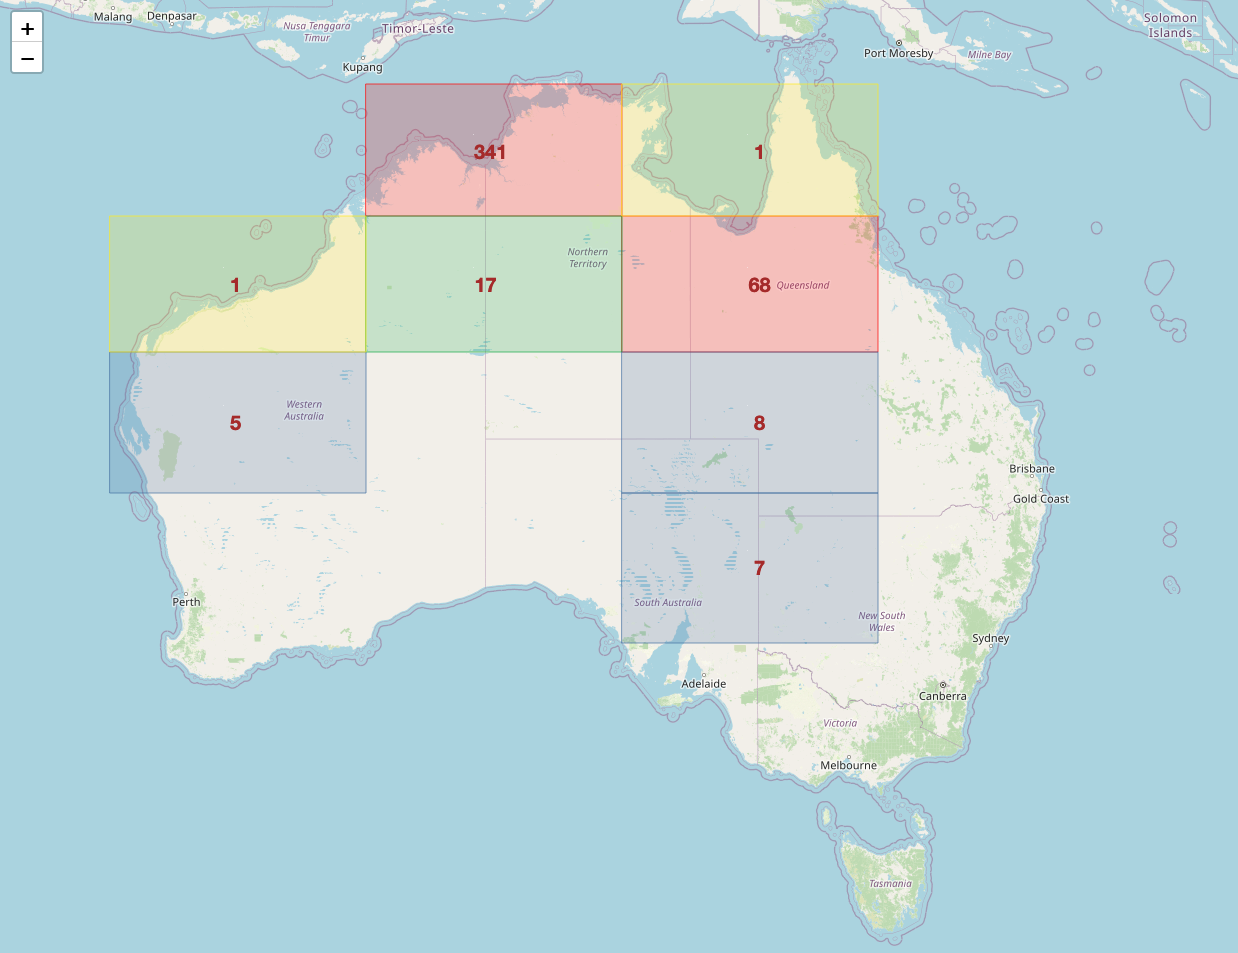 Malang
Denpasar
Nusa Tenggara
Timur
Timor-Leste
Kupang
Port Moresby
Milne Bay
Solomon
Islands
+
−
341
1
1
17
Northern
Territory
68
Queensland
5
Western
Australia
8
Brisbane
Gold Coast
7
South Australia
New South
Wales
Perth
Sydney
Adelaide
Canberra
Victoria
Melbourne
Tasmania